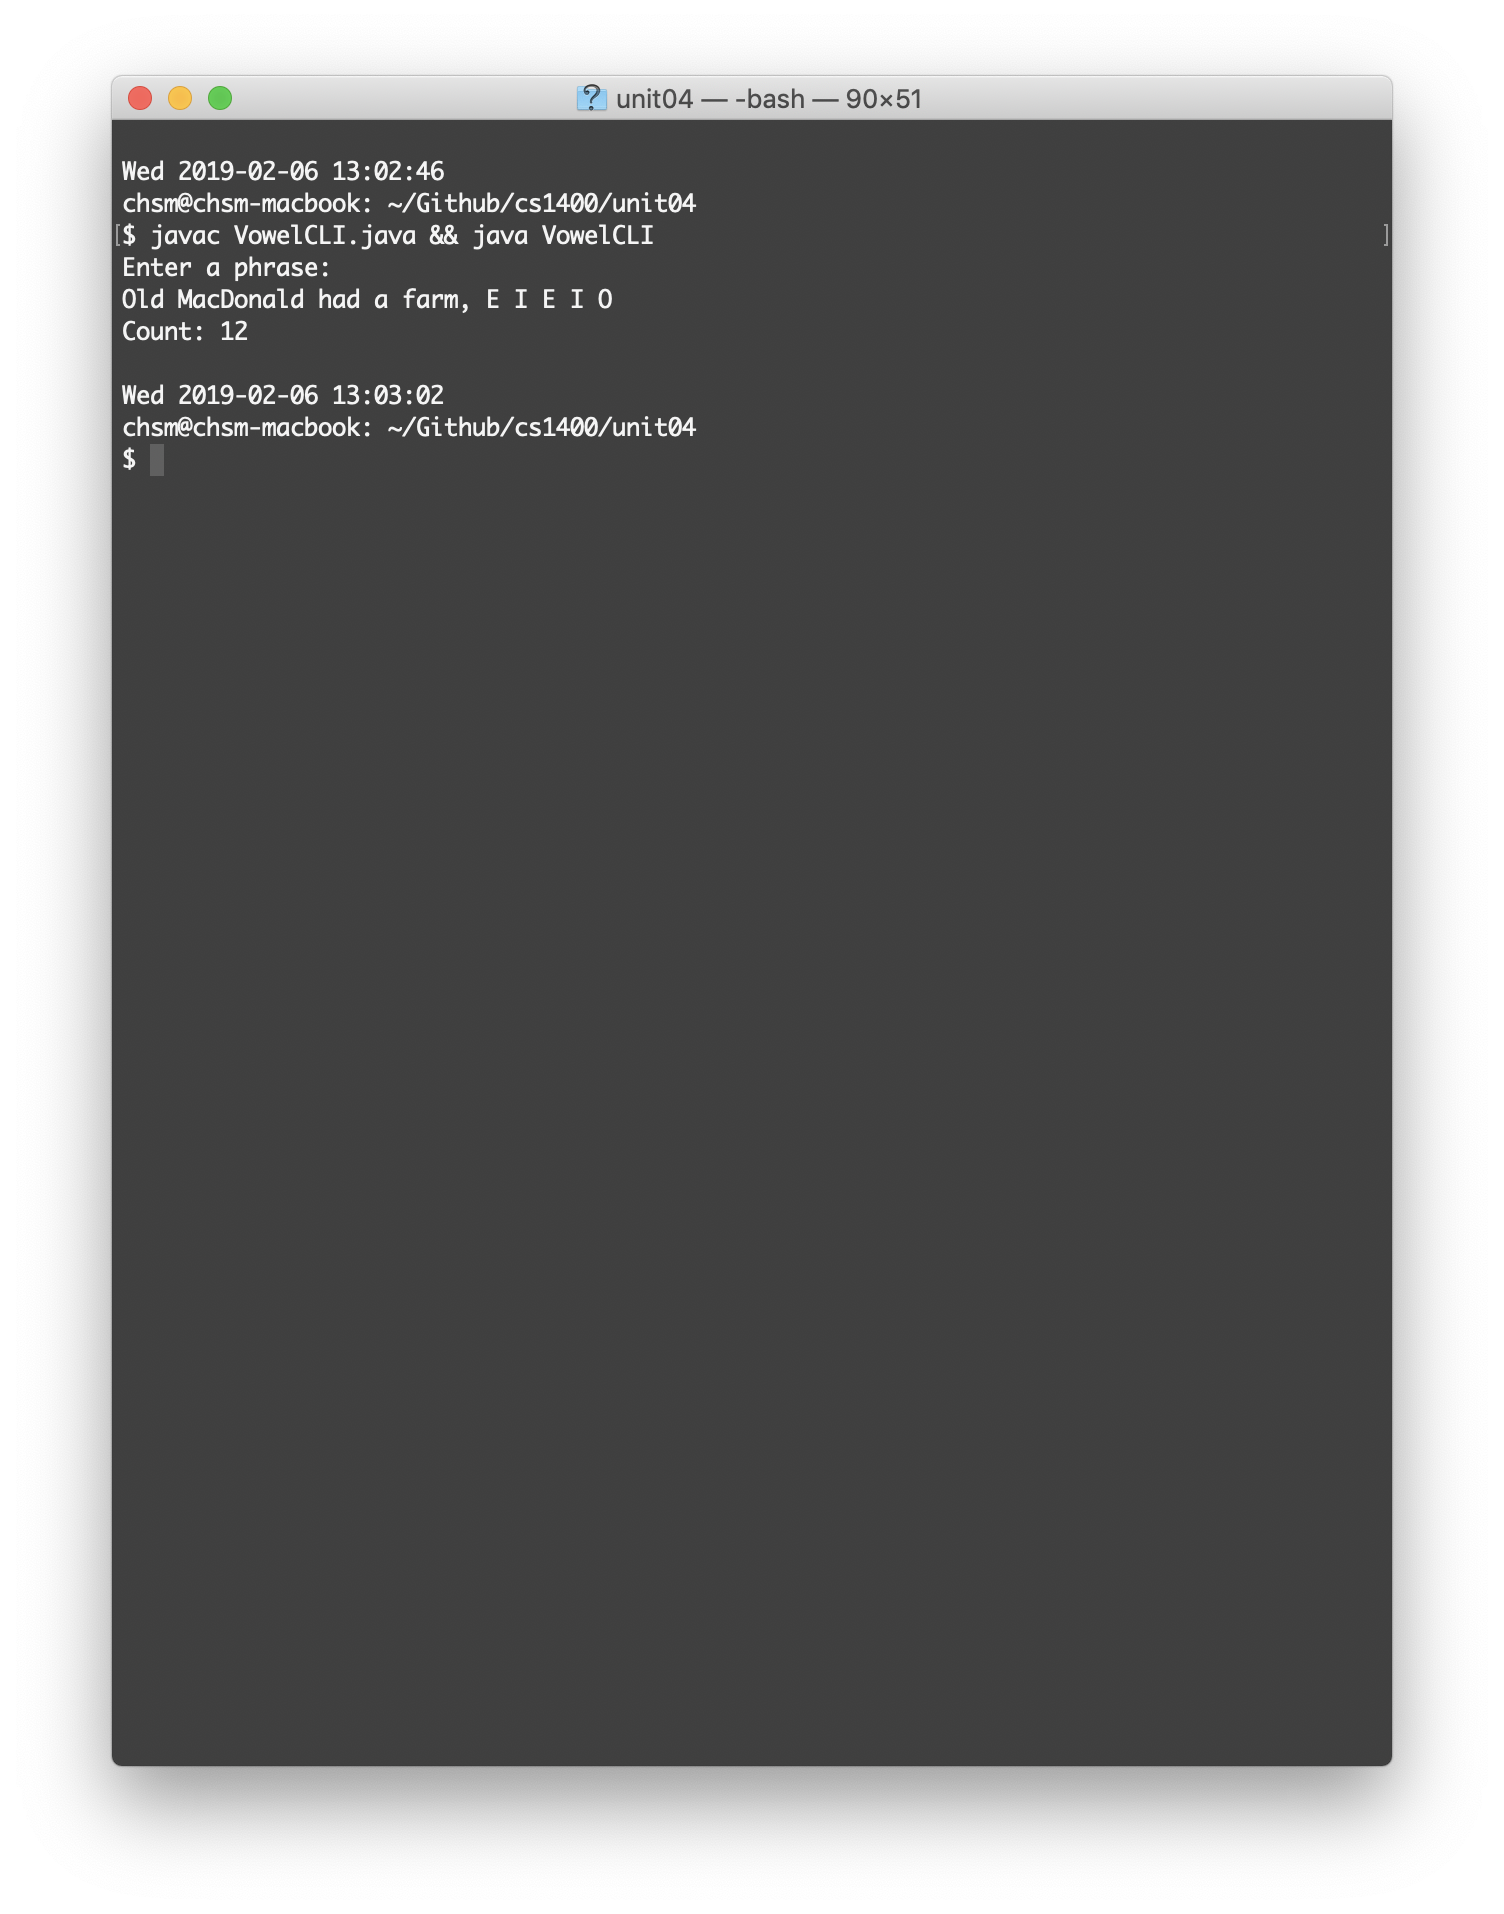 unit04 — -bash — 90×51
Wed 2019-02-06 13:02:46
chsm@chsm-macbook: ~/Github/cs1400/unit04
[$ javac VowelCLI.java && java VowelCLI ]
Enter a phrase:
Old MacDonald had a farm, E I E I O
Count: 12
Wed 2019-02-06 13:03:02
chsm@chsm-macbook: ~/Github/cs1400/unit04
$